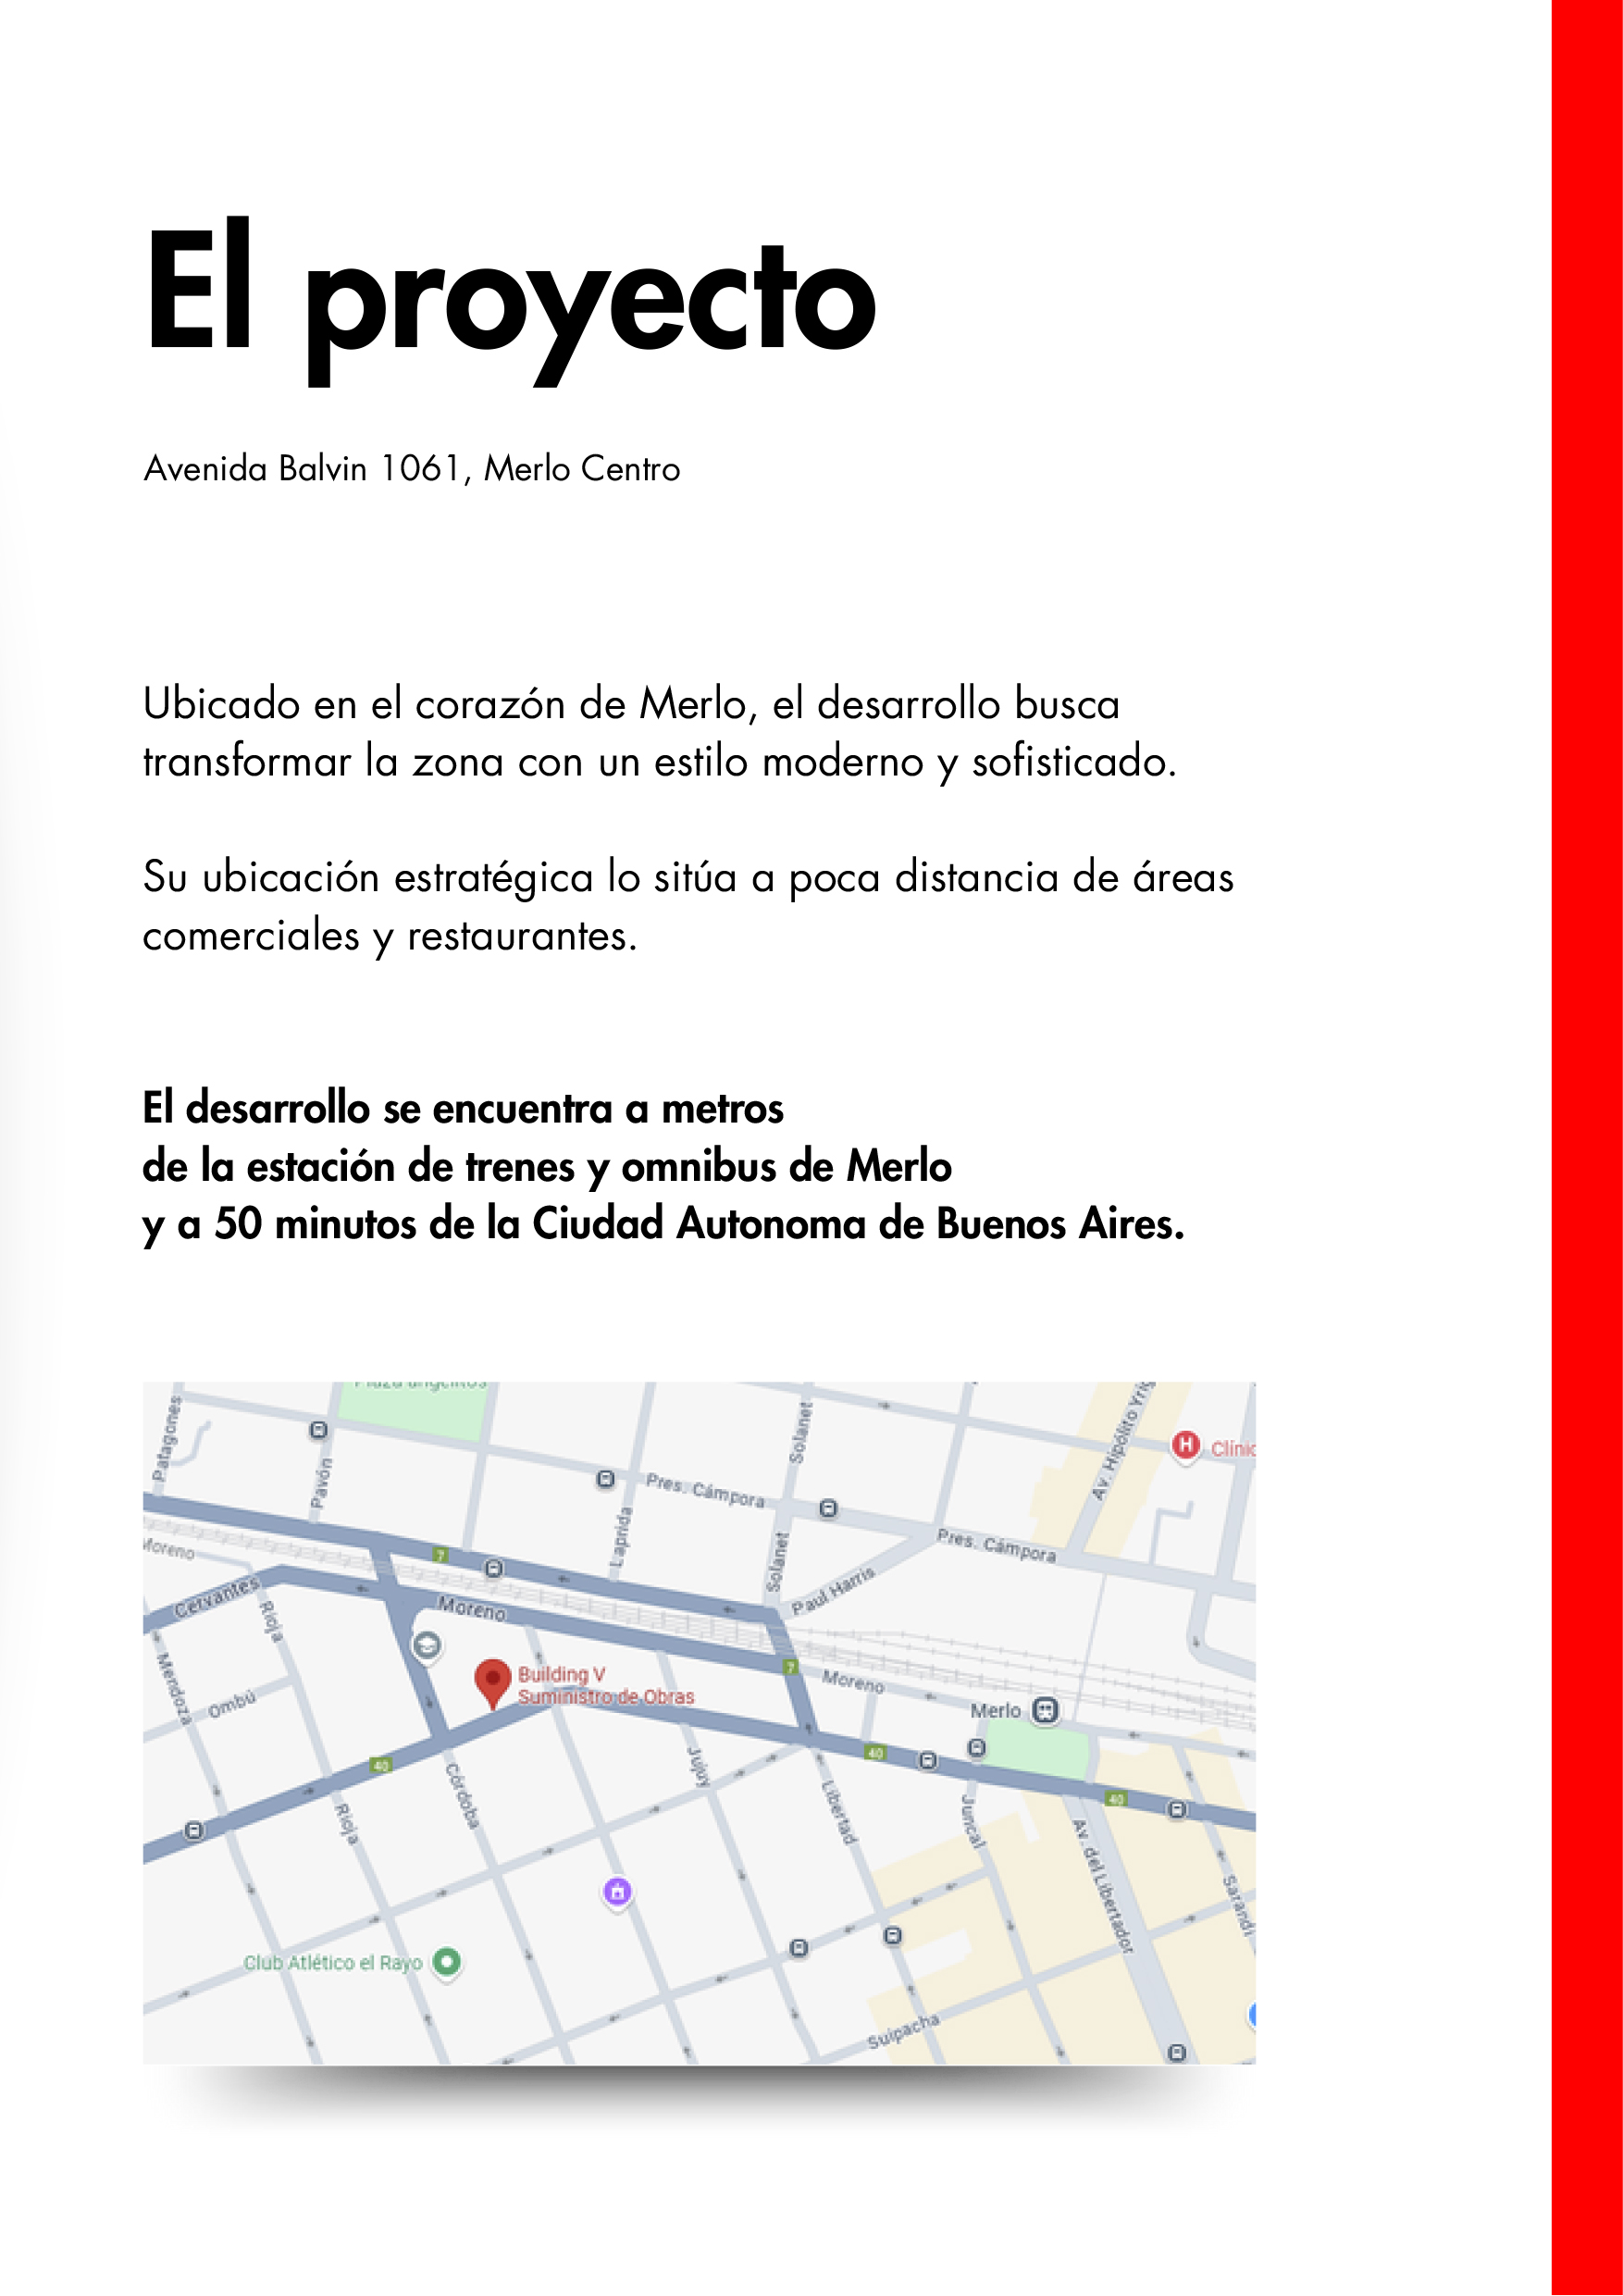 El proyecto
Avenida Balvin 1061, Merlo Centro
Ubicado en el corazón de Merlo, el desarrollo busca
transformar la zona con un estilo moderno y sofisticado.
Su ubicación estratégica lo sitúa a poca distancia de áreas
comerciales y restaurantes.
El desarrollo se encuentra a metros
de la estación de trenes y omnibus de Merlo
y a 50 minutos de la Ciudad Autonoma de Buenos Aires.
Plaza angelitos
Patagones
Pavón
Solanet
Av. Hipólito Yrig
H
Clínic
Pres. Cámpora
Laprida
Solanet
Pres. Cámpora
Moreno
7
Paul Harris
Cervantes
Rioja
Moreno
Mendoza
Ombú
Building V
Suministro de Obras
7
Moreno
Merlo
40
Córdoba
Jujuy
40
Libertad
Juncal
40
Rioja
Av. del Libertador
Sarandí
Club Atlético el Rayo
Suipacha